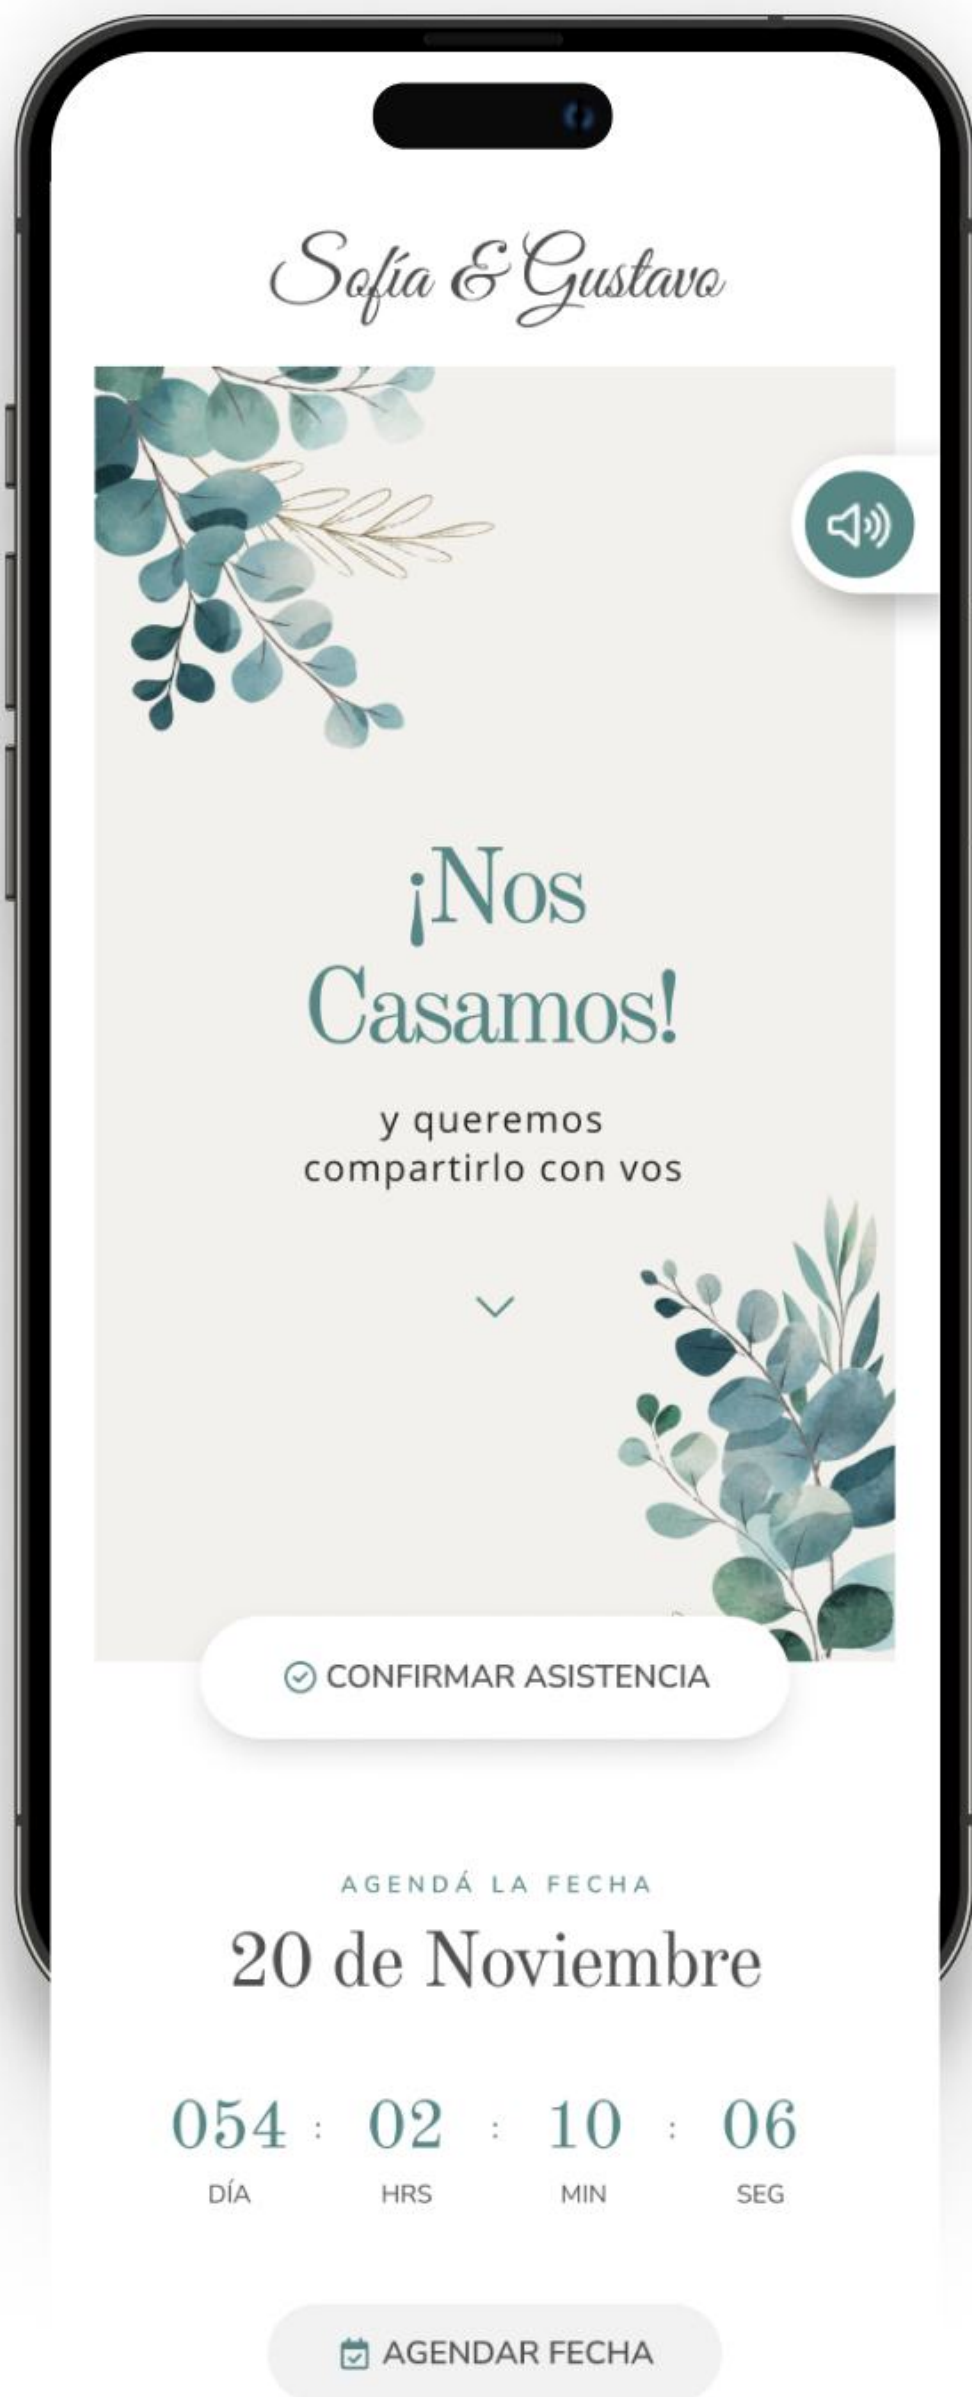 Sofía & Gustavo
¡Nos
Casamos!
y queremos
compartirlo con vos
CONFIRMAR ASISTENCIA
AGENDÁ LA FECHA
20 de Noviembre
054 : 02 : 10 : 06
DÍA HRS MIN SEG
AGENDAR FECHA